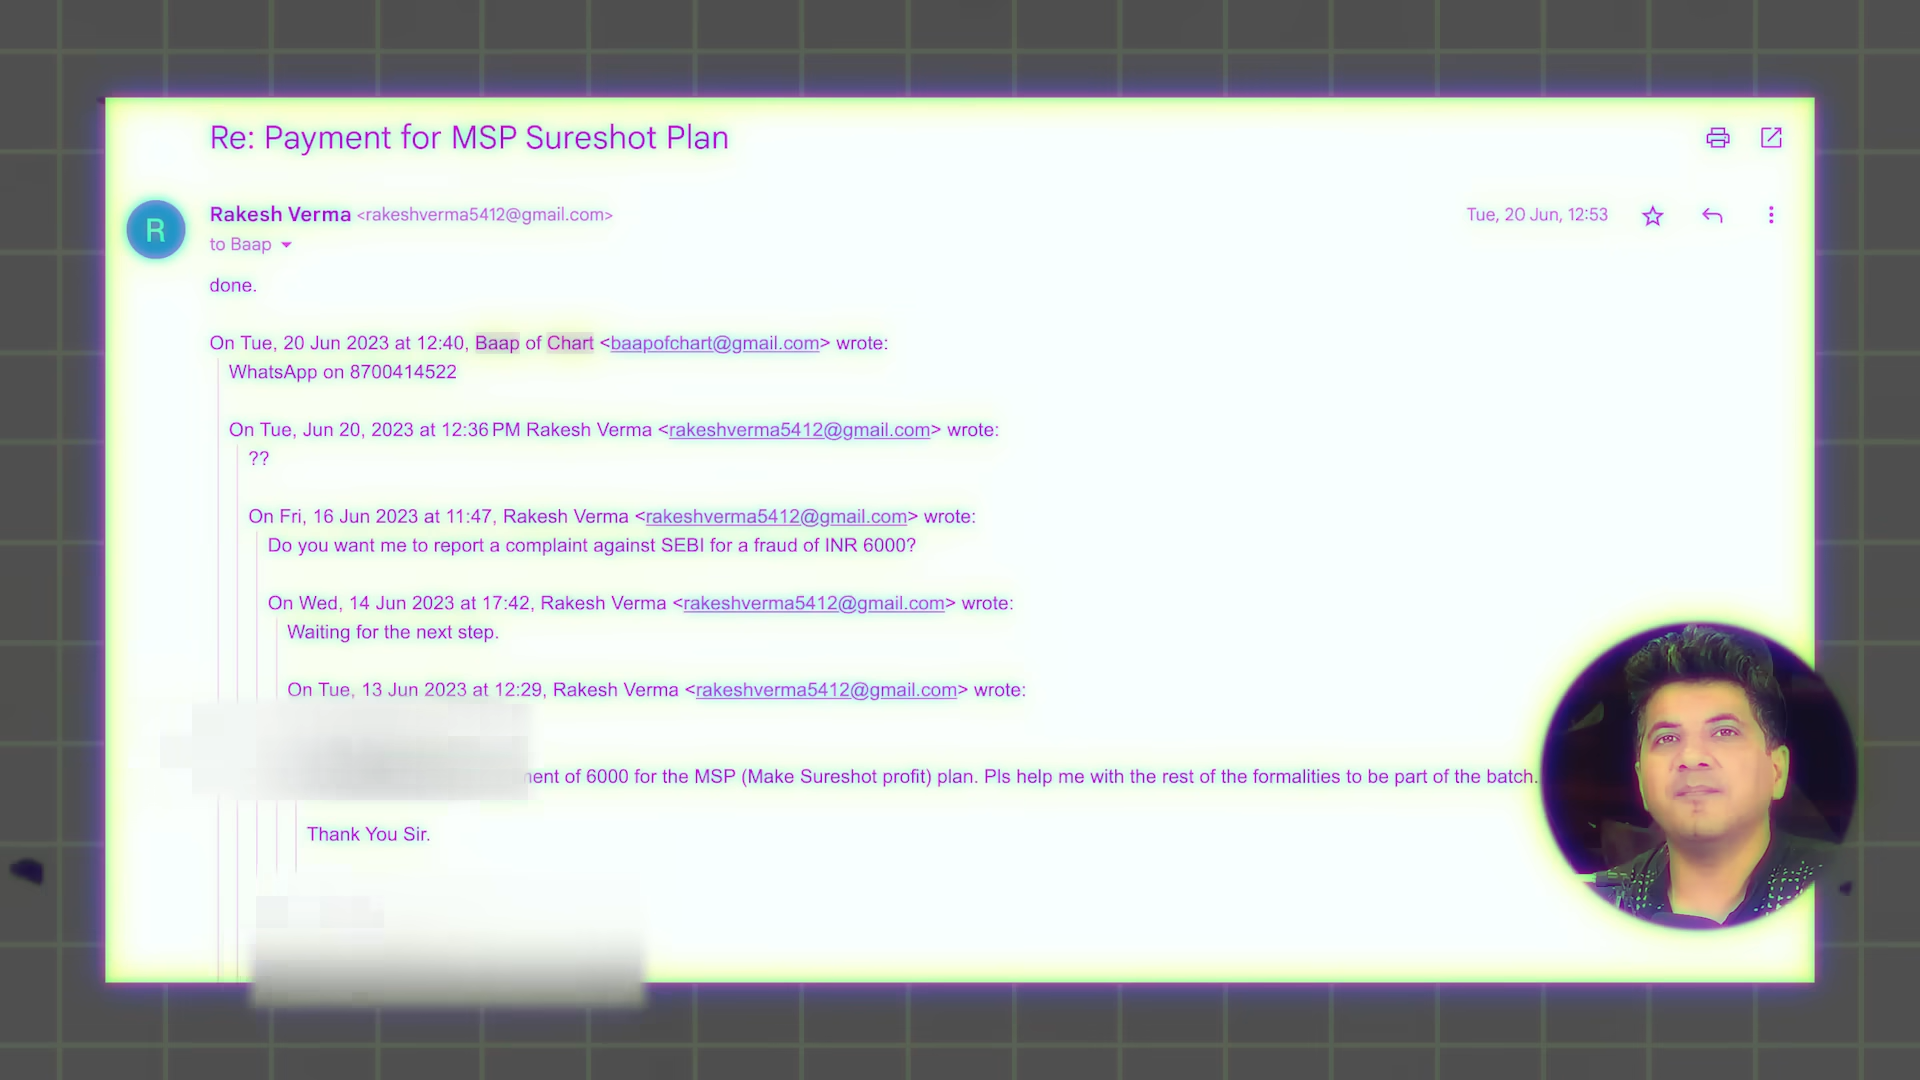 Re: Payment for MSP Sureshot Plan
R
Rakesh Verma <rakeshverma5412@gmail.com>
Tue, 20 Jun, 12:53
to Baap
done.
On Tue, 20 Jun 2023 at 12:40, Baap of Chart <baapofchart@gmail.com> wrote:
WhatsApp on 8700414522
On Tue, Jun 20, 2023 at 12:36 PM Rakesh Verma <rakeshverma5412@gmail.com> wrote:
??
On Fri, 16 Jun 2023 at 11:47, Rakesh Verma <rakeshverma5412@gmail.com> wrote:
Do you want me to report a complaint against SEBI for a fraud of INR 6000?
On Wed, 14 Jun 2023 at 17:42, Rakesh Verma <rakeshverma5412@gmail.com> wrote:
Waiting for the next step.
On Tue, 13 Jun 2023 at 12:29, Rakesh Verma <rakeshverma5412@gmail.com> wrote:
of 6000 for the MSP (Make Sureshot profit) plan. Pls help me with the rest of the formalities to be part of the batch.
Thank You Sir.